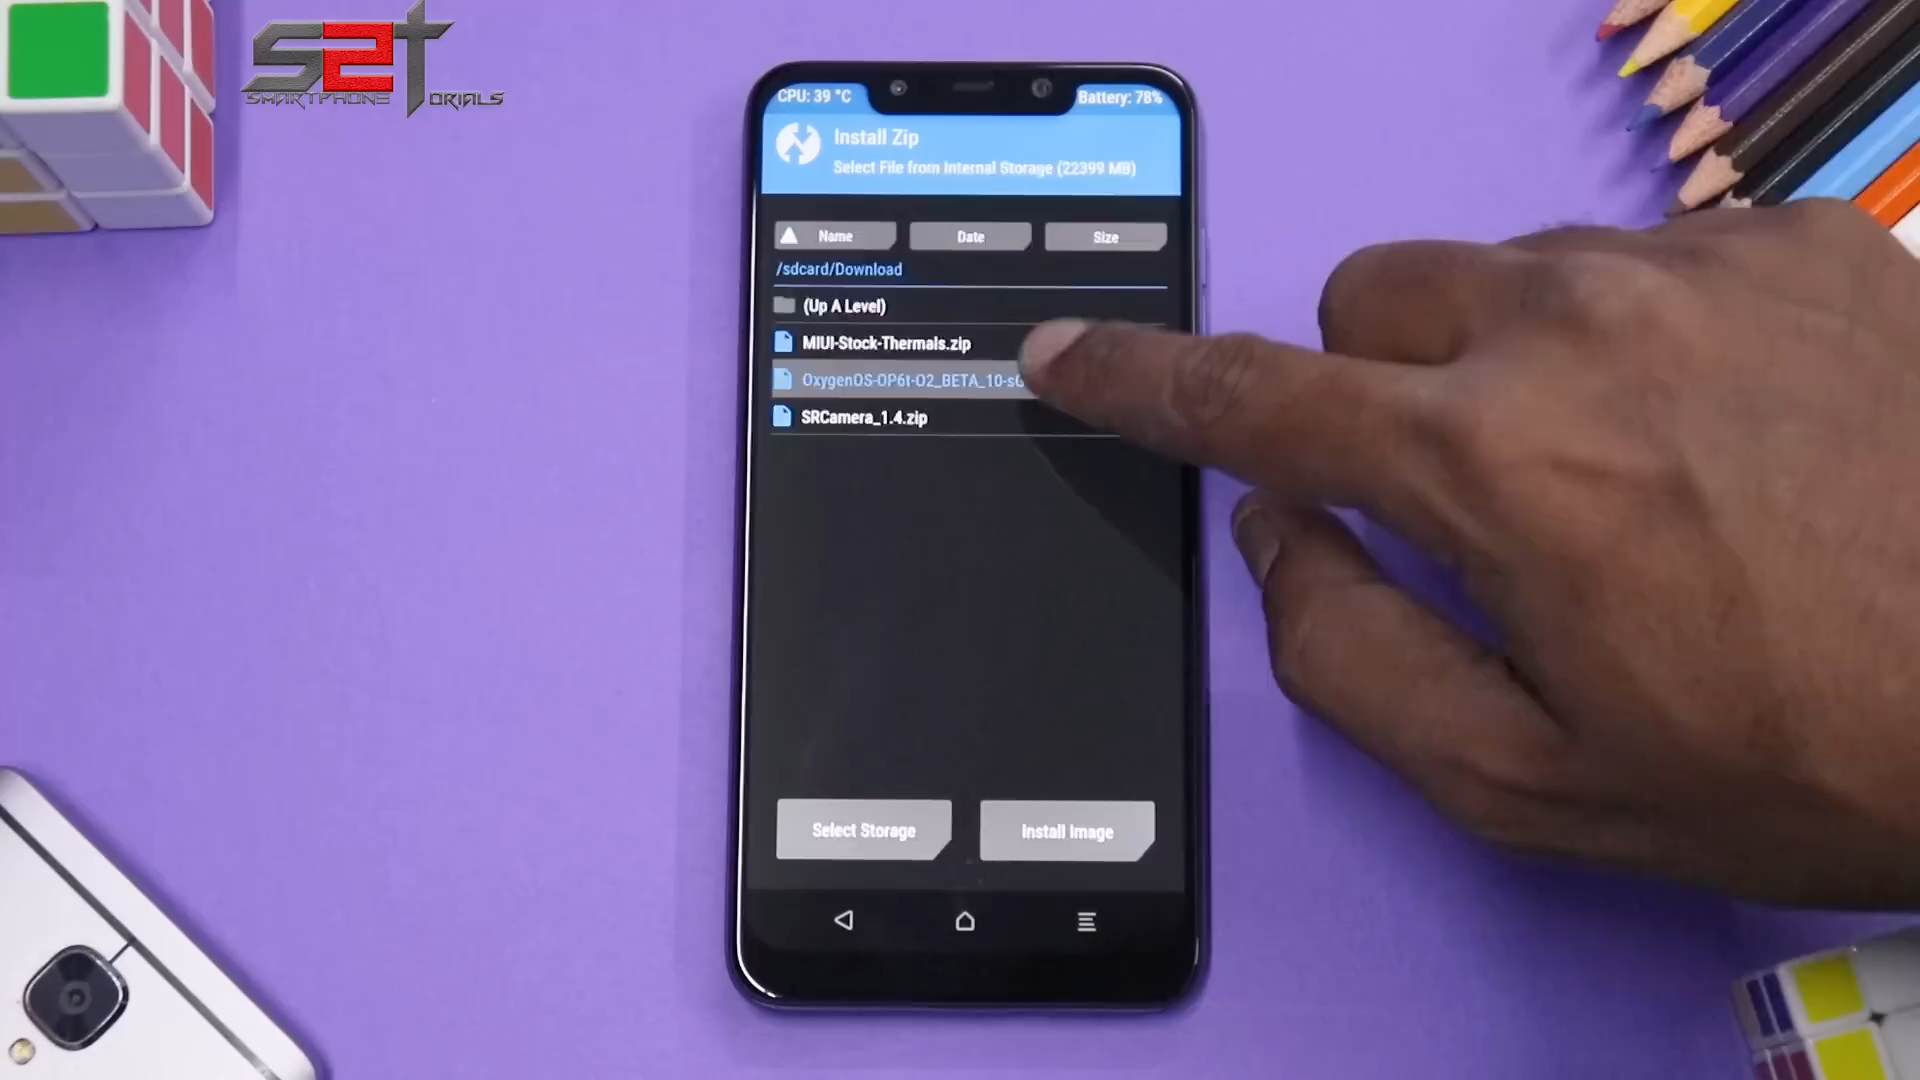 S2T
SMARTPHONE TORIALS
CPU: 39 °C
Battery: 78%
Install Zip
Select File from Internal Storage (22399 MB)
Name
Date
Size
/sdcard/Download
(Up A Level)
MIUI-Stock-Thermals.zip
OxygenOS-OP6t-O2_BETA_10-s
SRCamera_1.4.zip
Select Storage
Install Image